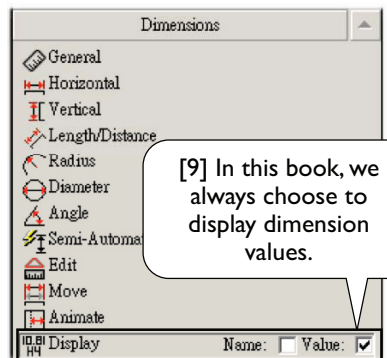 Dimensions
General
Horizontal
Vertical
Length/Distance
Radius
Diameter
Angle
Semi-Automa
Edit
Move
Animate
Display Name: Value:
[9] In this book, we
always choose to
display dimension
values.